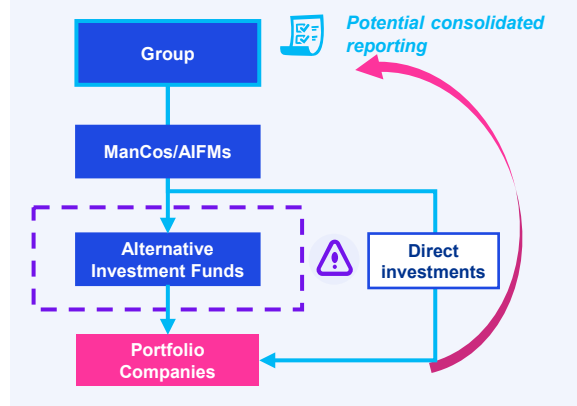 Potential consolidated
reporting
Group
ManCos/AIFMs
Alternative
Investment Funds
Direct
investments
Portfolio
Companies